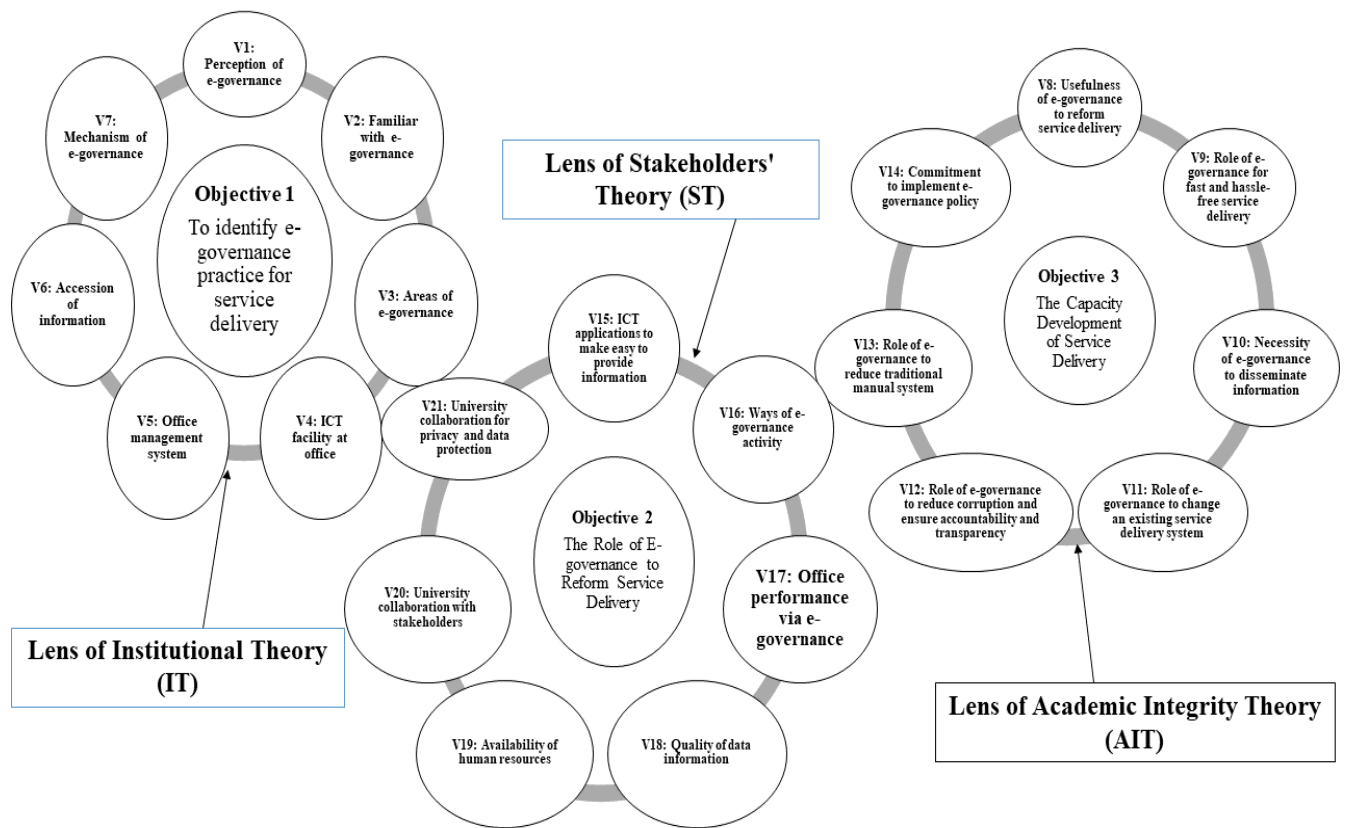 V1:
Perception of
e-governance
V2: Familiar
with e-
governance
V3: Areas of
e-governance
V4: ICT
facility at
office
V5: Office
management
system
V6: Accession
of
information
V7:
Mechanism of
e-governance
Objective 1
To identify e-
governance
practice for
service
delivery
Lens of Institutional Theory
(IT)
Lens of Stakeholders'
Theory (ST)
V15: ICT
applications to
make easy to
provide
information
V16: Ways of e-
governance
activity
V17: Office
performance
via e-
governance
V18: Quality of data
information
V19: Availability of
human resources
V20: University
collaboration with
stakeholders
V21: University
collaboration for
privacy and data
protection
Objective 2
The Role of E-
governance to
Reform Service
Delivery
V8: Usefulness
of e-governance
to reform
service delivery
V9: Role of e-
governance for
fast and hassle-
free service
delivery
V10: Necessity
of e-governance
to disseminate
information
V11: Role of e-
governance to change
an existing service
delivery system
V12: Role of e-governance
to reduce corruption and
ensure accountability and
transparency
V13: Role of e-
governance to
reduce traditional
manual system
V14: Commitment
to implement e-
governance policy
Objective 3
The Capacity
Development
of Service
Delivery
Lens of Academic Integrity Theory
(AIT)